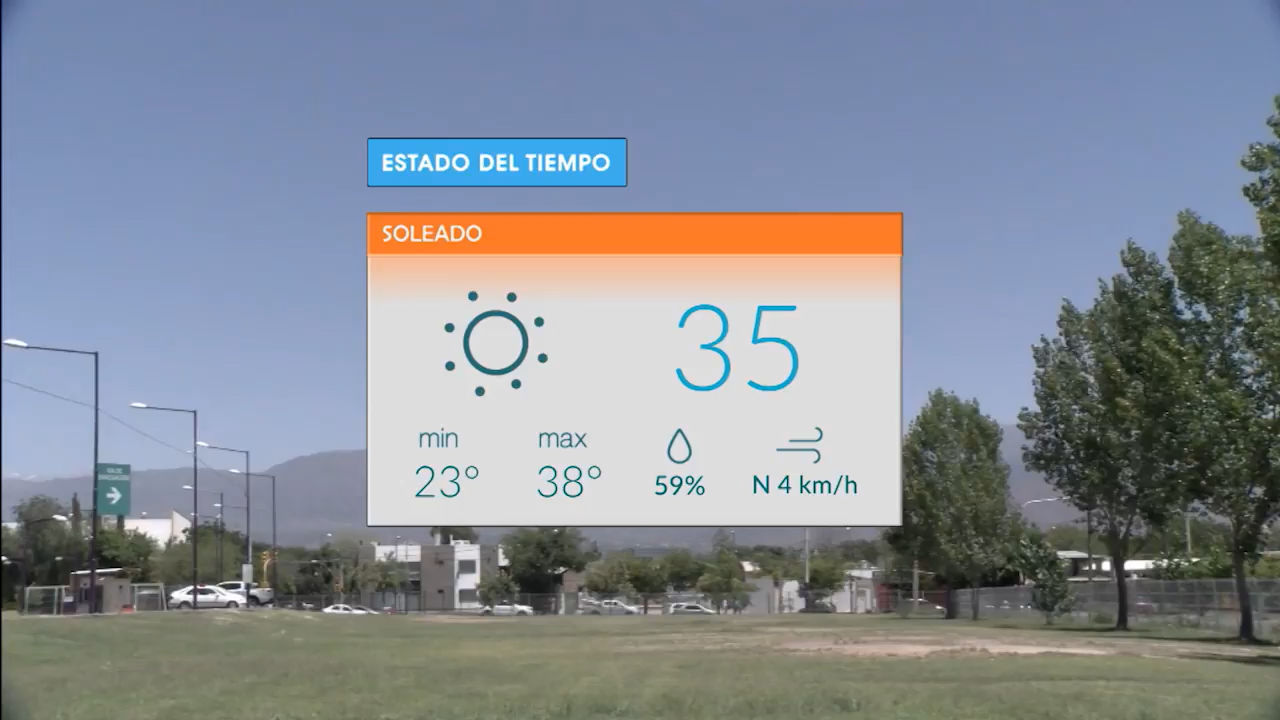 ESTADO DEL TIEMPO
SOLEADO
35
min max
23° 38° 59% N 4 km/h